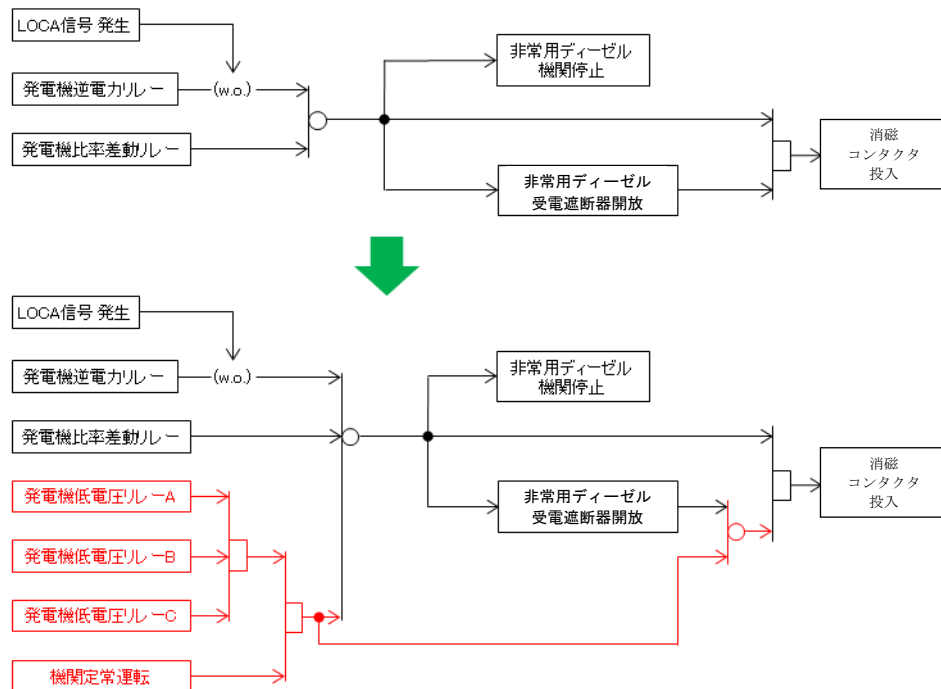 LOCA信号 発生
非常用ディーゼル
機関停止
発電機逆電力リレー
(w.o.)
発電機比率差動リレー
消磁
コンタクタ
投入
非常用ディーゼル
受電遮断器開放
LOCA信号 発生
発電機逆電力リレー
(w.o.)
非常用ディーゼル
機関停止
発電機比率差動リレー
発電機低電圧リレーA
非常用ディーゼル
受電遮断器開放
消磁
コンタクタ
投入
発電機低電圧リレーB
発電機低電圧リレーC
機関定常運転